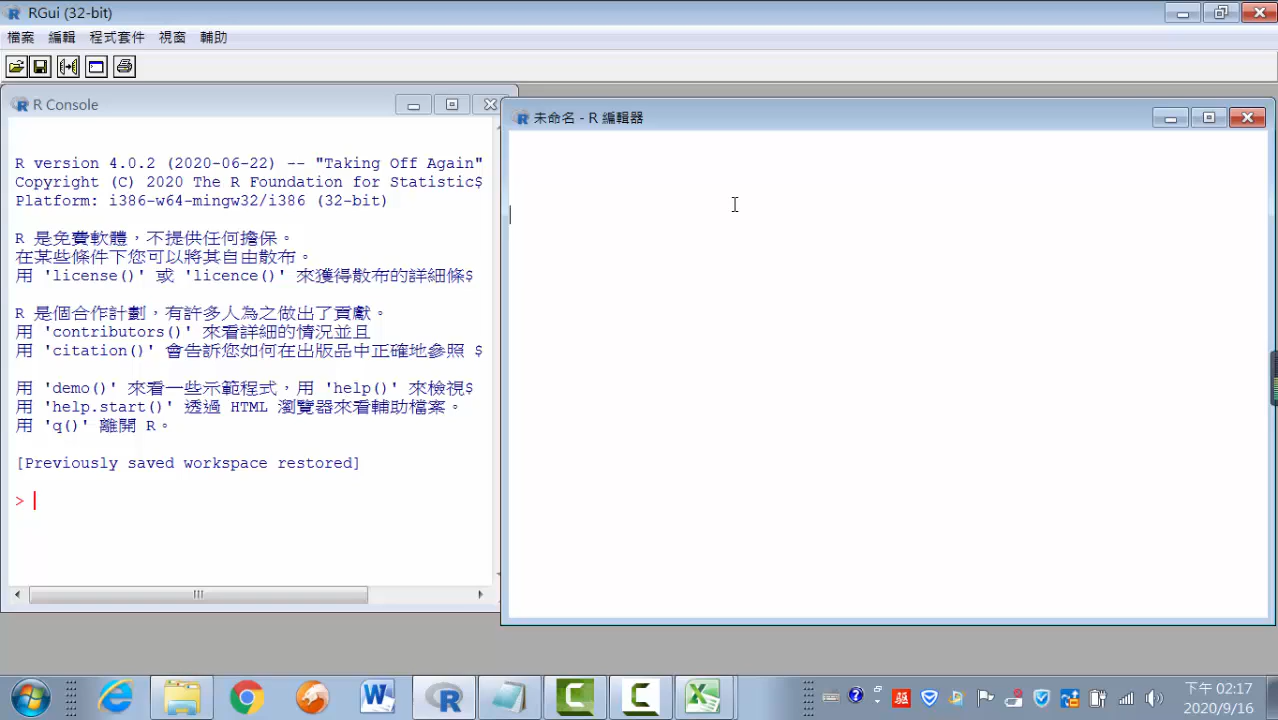 RGui (32-bit)
檔案 編輯 程式套件 視窗 輔助
R Console
R version 4.0.2 (2020-06-22) -- "Taking Off Again"
Copyright (C) 2020 The R Foundation for Statistic$
Platform: i386-w64-mingw32/i386 (32-bit)
R 是免費軟體，不提供任何擔保。
在某些條件下您可以將其自由散布。
用 'license()' 或 'licence()' 來獲得散布的詳細條$
R 是個合作計劃，有許多人為之做出了貢獻。
用 'contributors()' 來看詳細的情況並且
用 'citation()' 會告訴您如何在出版品中正確地參照 $
用 'demo()' 來看一些示範程式，用 'help()' 來檢視$
用 'help.start()' 透過 HTML 瀏覽器來看輔助檔案。
用 'q()' 離開 R。
[Previously saved workspace restored]
>
未命名 - R 編輯器
下午 02:17
2020/9/16